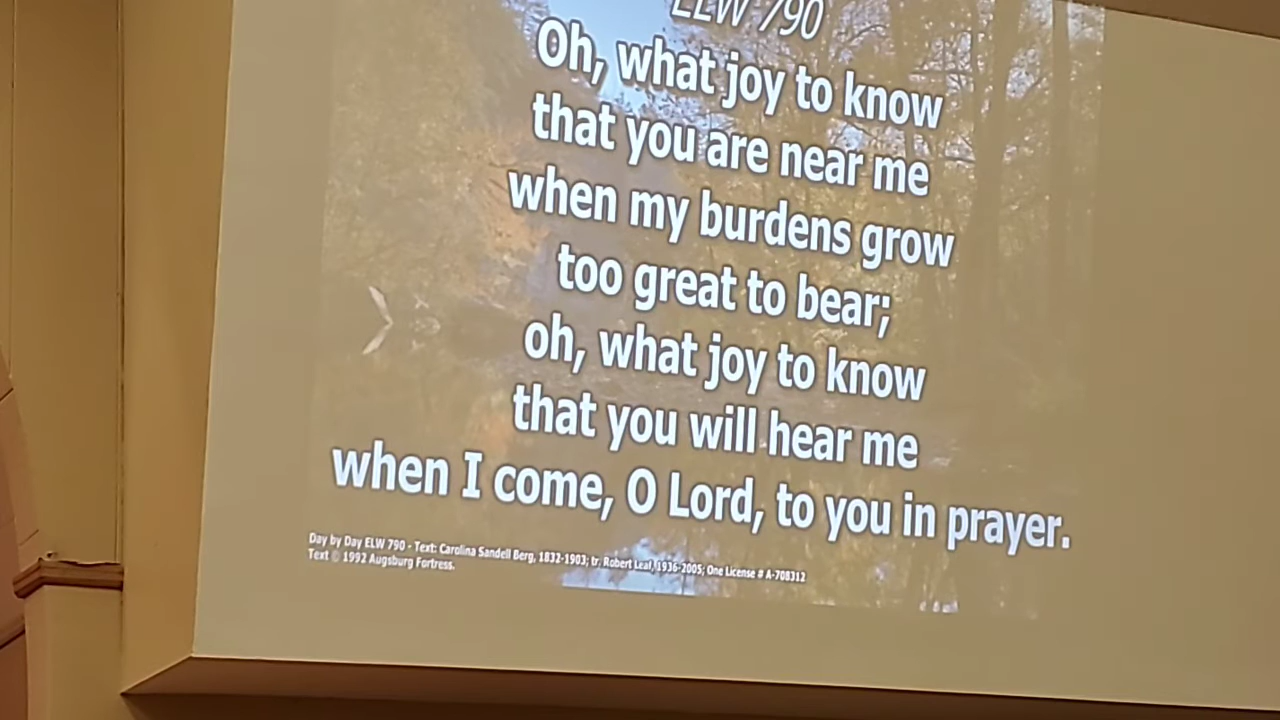 ELW 790
Oh, what joy to know
that you are near me
when my burdens grow
too great to bear;
oh, what joy to know
that you will hear me
when I come, O Lord, to you in prayer.
Day by Day ELW 790 - Text: Carolina Sandell Berg, 1832-1903; tr. Robert Leaf, 1936-2005; One License # A-708312
Text © 1992 Augsburg Fortress.